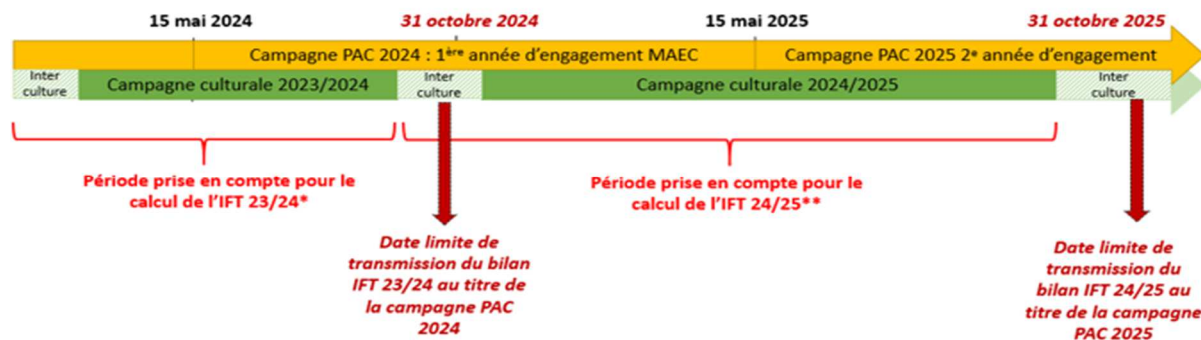 15 mai 2024
31 octobre 2024
15 mai 2025
31 octobre 2025
Campagne PAC 2024 : 1ère année d'engagement MAEC
Campagne PAC 2025 2e année d'engagement
Inter
culture
Campagne culturale 2023/2024
Inter
culture
Campagne culturale 2024/2025
Inter
culture
Période prise en compte pour le
calcul de l'IFT 23/24*
Période prise en compte pour le
calcul de l'IFT 24/25**
Date limite de
transmission du bilan
IFT 23/24 au titre de
la campagne PAC
2024
Date limite de
transmission du
bilan IFT 24/25 au
titre de la campagne
PAC 2025